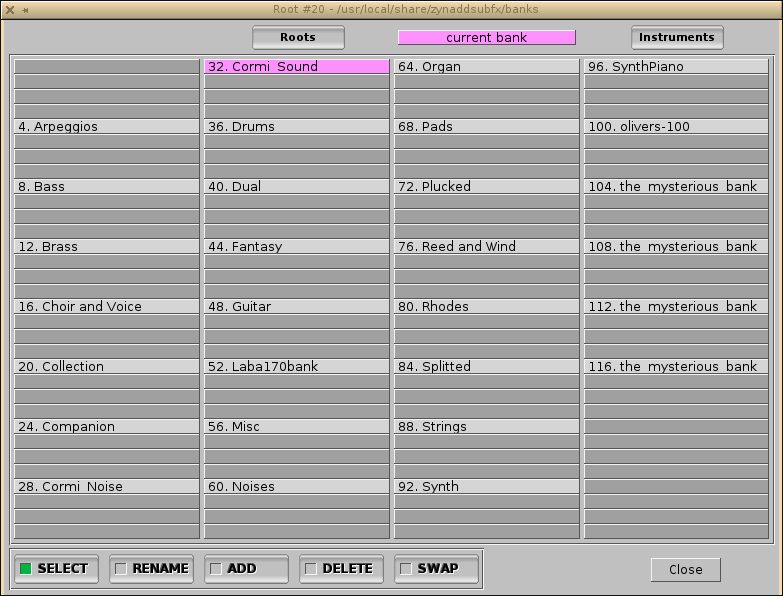 Root #20 - /usr/local/share/zynaddsubfx/banks
Roots
current bank
Instruments
4. Arpeggios
8. Bass
12. Brass
16. Choir and Voice
20. Collection
24. Companion
28. Cormi Noise
32. Cormi Sound
36. Drums
40. Dual
44. Fantasy
48. Guitar
52. Laba170bank
56. Misc
60. Noises
64. Organ
68. Pads
72. Plucked
76. Reed and Wind
80. Rhodes
84. Splitted
88. Strings
92. Synth
96. SynthPiano
100. olivers-100
104. the mysterious bank
108. the mysterious bank
112. the mysterious bank
116. the mysterious bank
SELECT
RENAME
ADD
DELETE
SWAP
Close